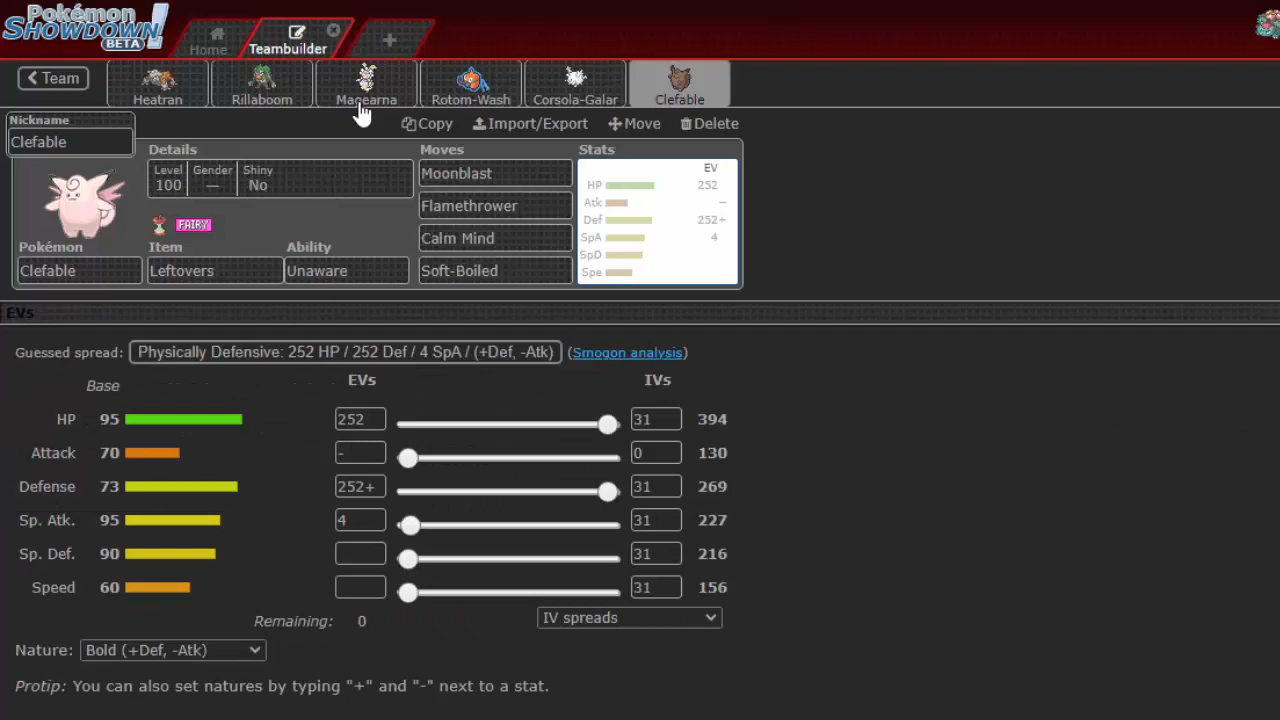 Pokémon
SHOWDOWN!
BETA
Home
Teambuilder
+
Team
Heatran
Rillaboom
Magearna
Rotom-Wash
Corsola-Galar
Clefable
Nickname
Clefable
Copy
Import/Export
Move
Delete
Details
Moves
Stats
Level
100
Gender
—
Shiny
No
FAIRY
Pokémon
Clefable
Item
Leftovers
Ability
Unaware
Moonblast
Flamethrower
Calm Mind
Soft-Boiled
EV
HP 252
Atk –
Def 252+
SpA 4
SpD
Spe
EVs
Guessed spread: Physically Defensive: 252 HP / 252 Def / 4 SpA / (+Def, -Atk) (Smogon analysis)
Base EVs IVs
HP 95 252 31 394
Attack 70 - 0 130
Defense 73 252+ 31 269
Sp. Atk. 95 4 31 227
Sp. Def. 90 31 216
Speed 60 31 156
Remaining: 0 IV spreads
Nature: Bold (+Def, -Atk)
Protip: You can also set natures by typing "+" and "-" next to a stat.